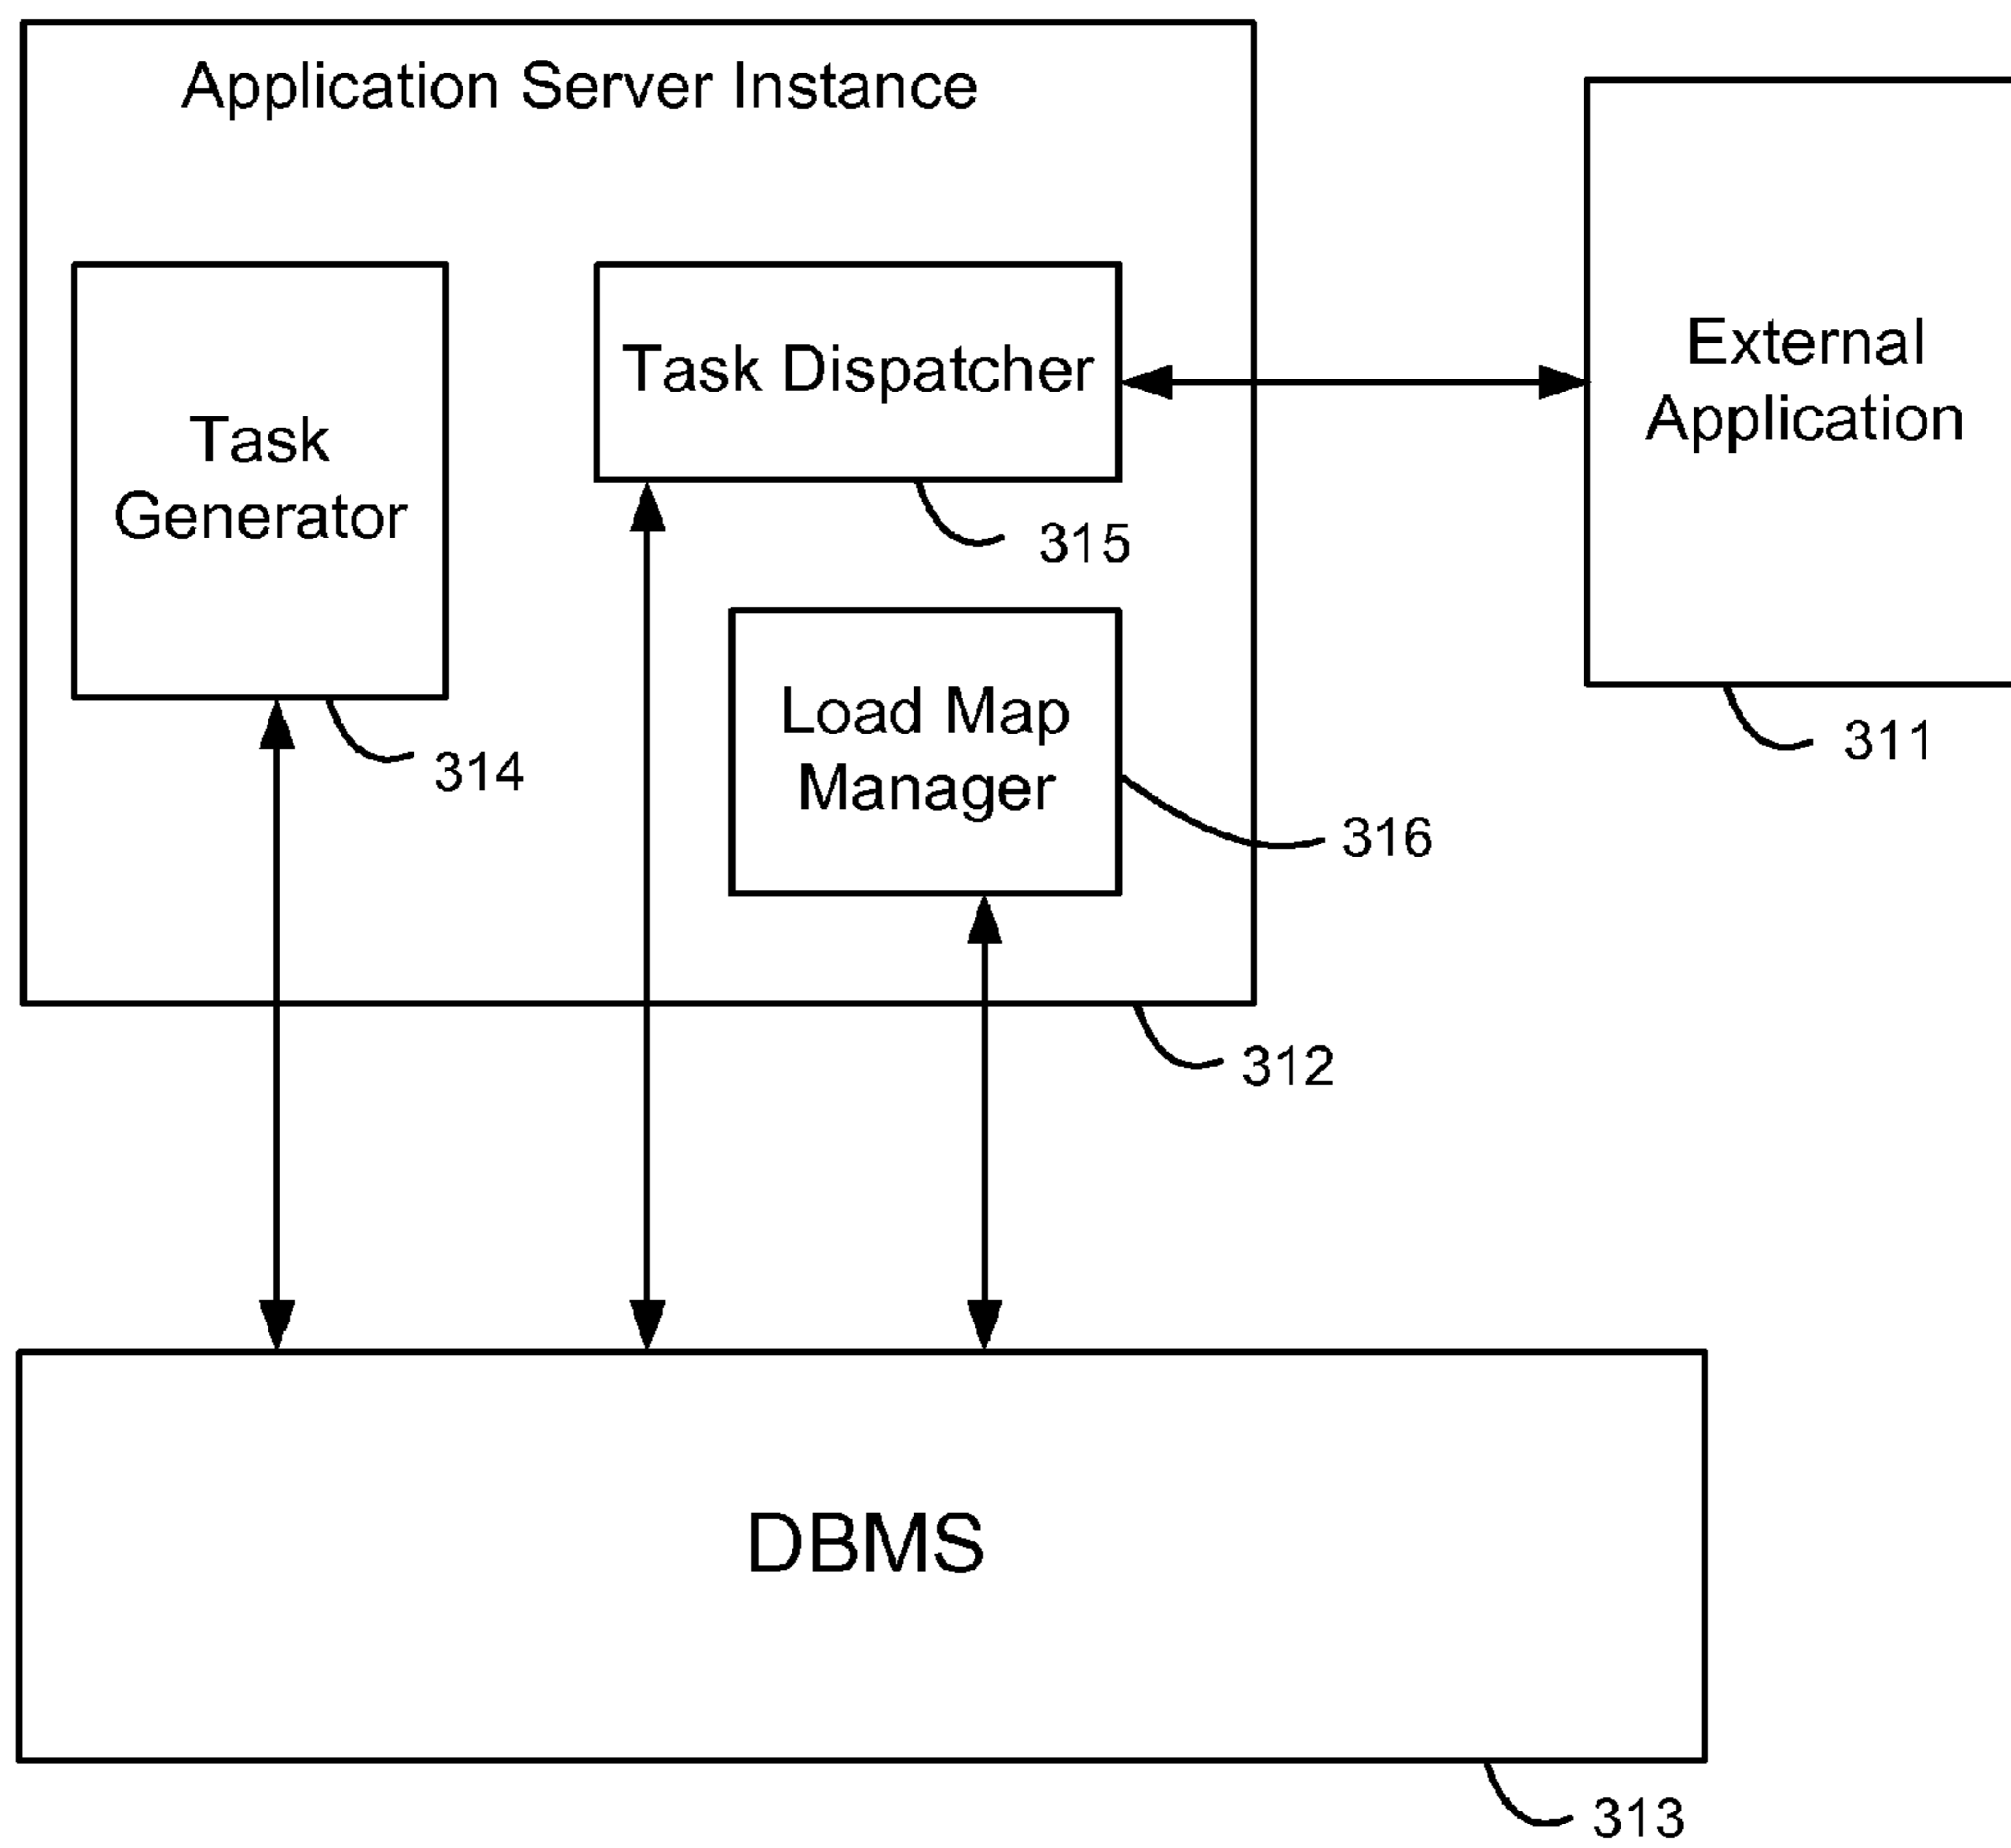 Application Server Instance
External
Application
Task Dispatcher
Task
Generator
315
Load Map
Manager
314
311
316
312
DBMS
313